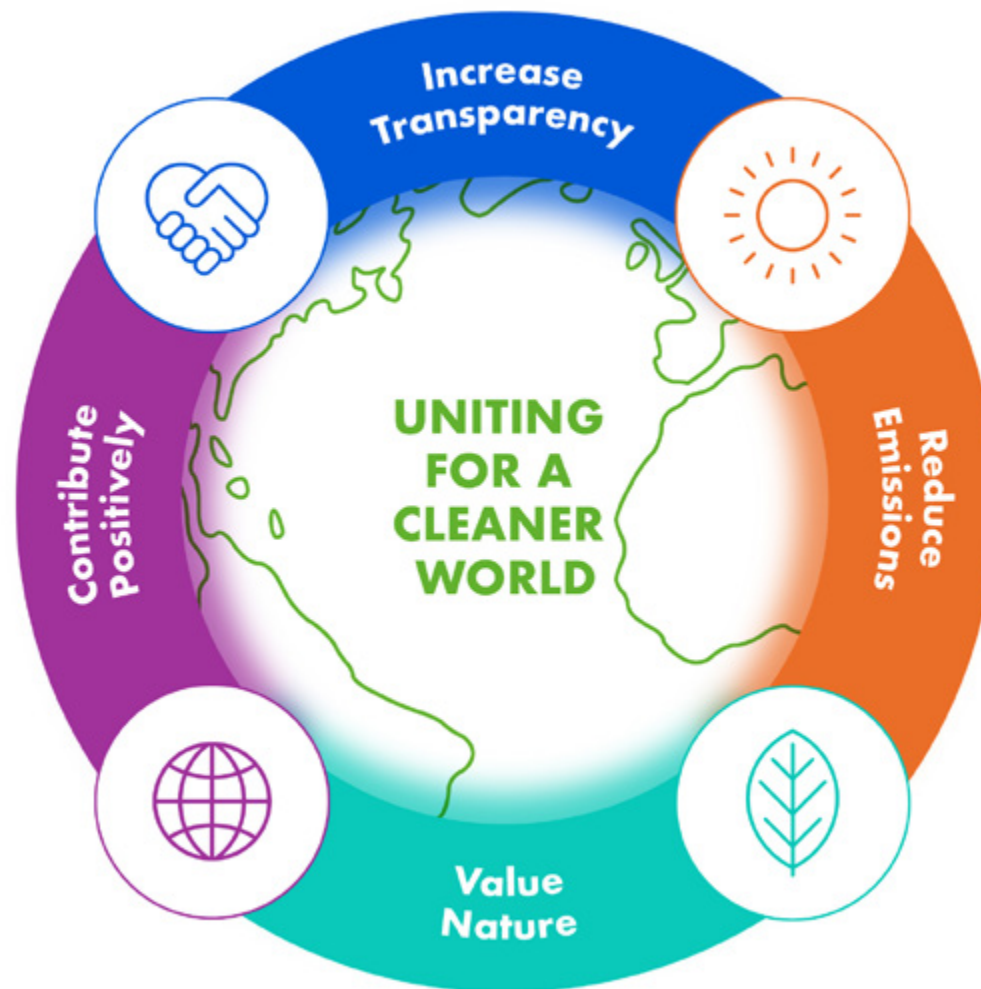 Increase
Transparency
Reduce
Emissions
Value
Nature
Contribute
Positively
UNITING
FOR A
CLEANER
WORLD